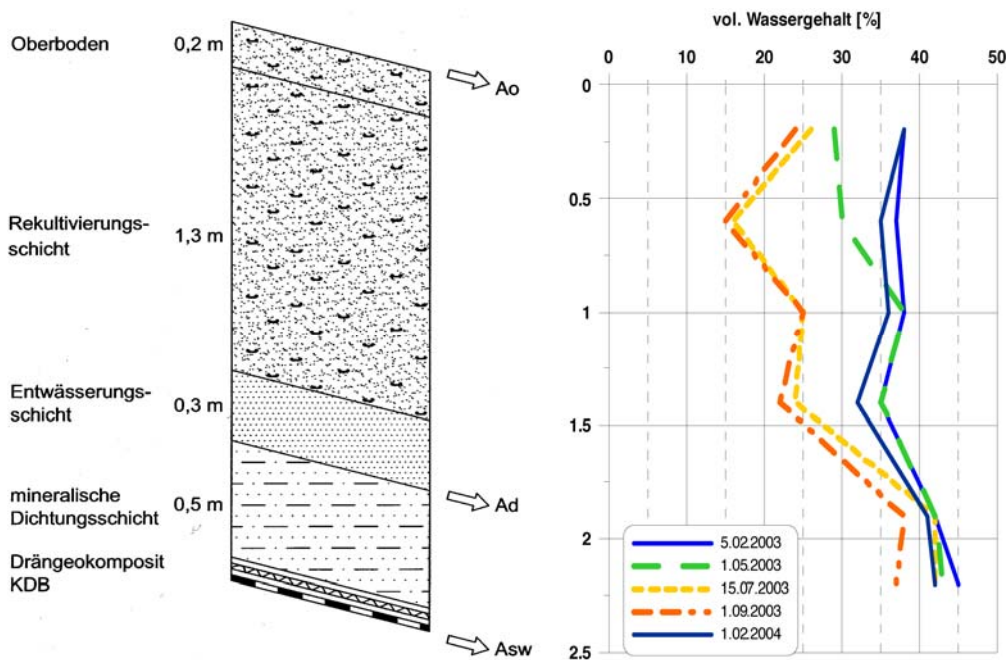 Oberboden
0,2 m
Ao
Rekultivierungs-
schicht
1,3 m
Entwässerungs-
schicht
0,3 m
mineralische
Dichtungsschicht
0,5 m
Ad
Drängeokomposit
KDB
Asw
vol. Wassergehalt [%]
0 10 20 30 40 50
0
0.5
1
1.5
2
2.5
5.02.2003
1.05.2003
15.07.2003
1.09.2003
1.02.2004